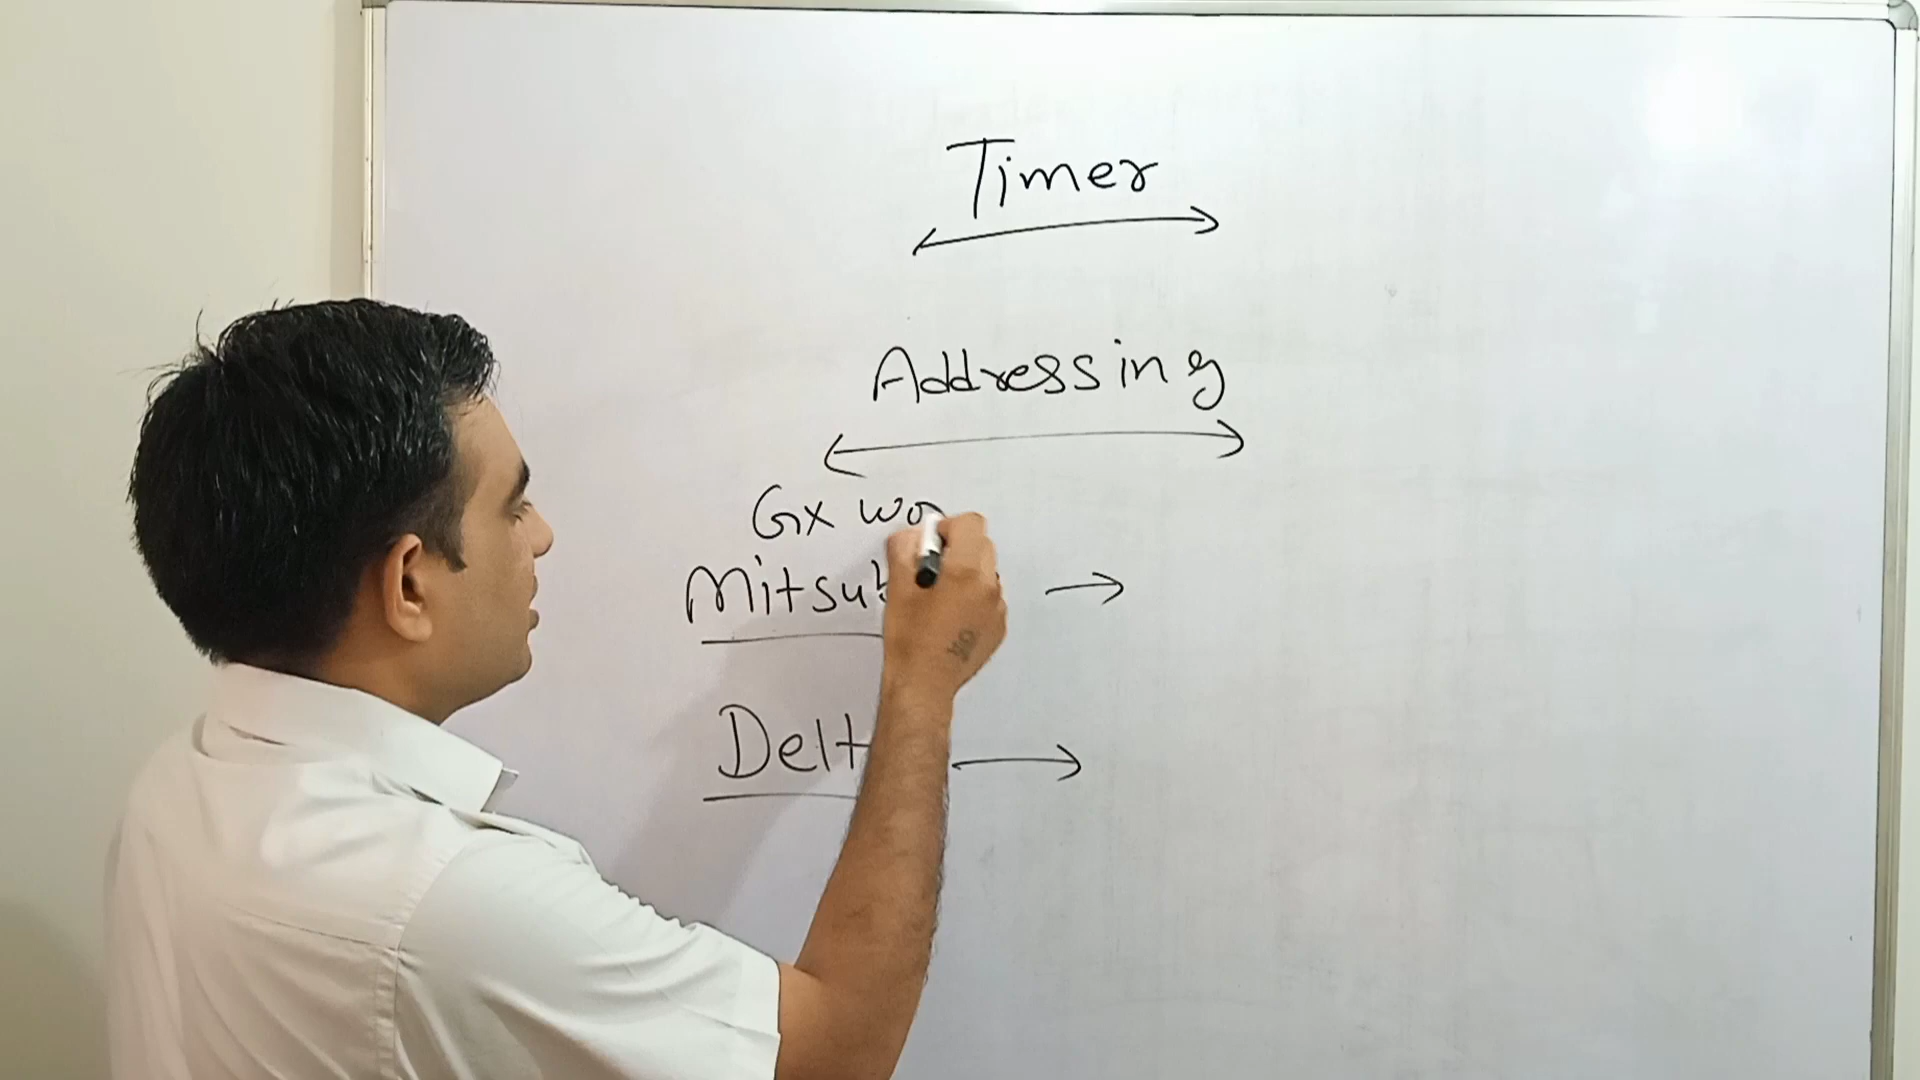 Timer
Addressing
Gx wo
Mitsub
Delt